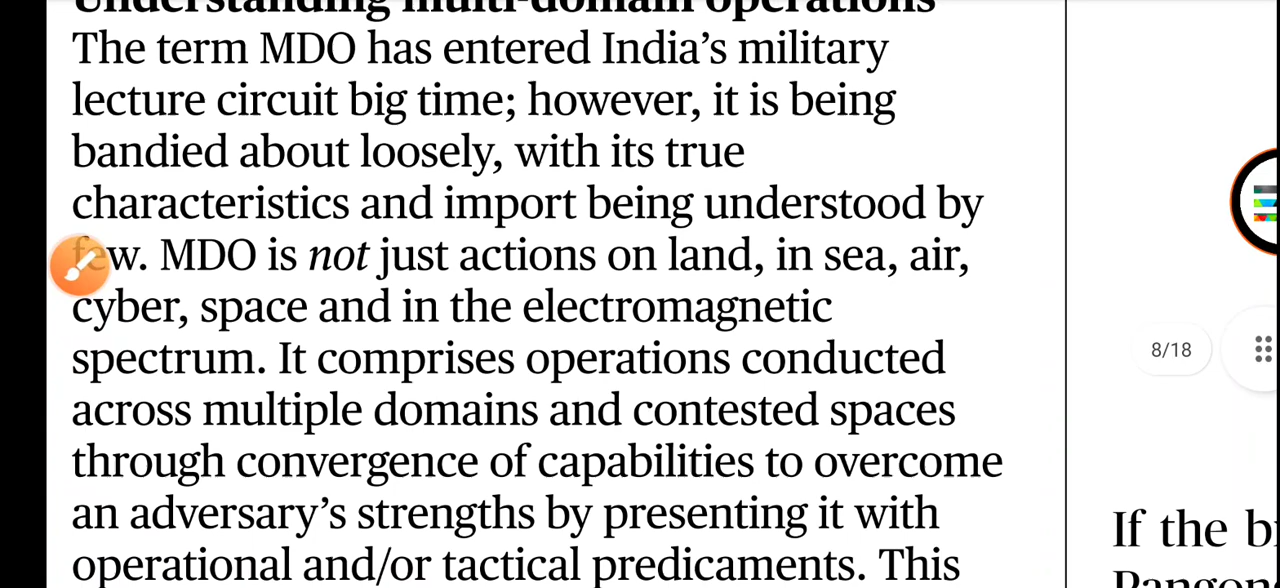 Understanding multi-domain operations
The term MDO has entered India’s military
lecture circuit big time; however, it is being
bandied about loosely, with its true
characteristics and import being understood by
few. MDO is not just actions on land, in sea, air,
cyber, space and in the electromagnetic
spectrum. It comprises operations conducted
across multiple domains and contested spaces
through convergence of capabilities to overcome
an adversary’s strengths by presenting it with
operational and/or tactical predicaments. This
8/18
If the